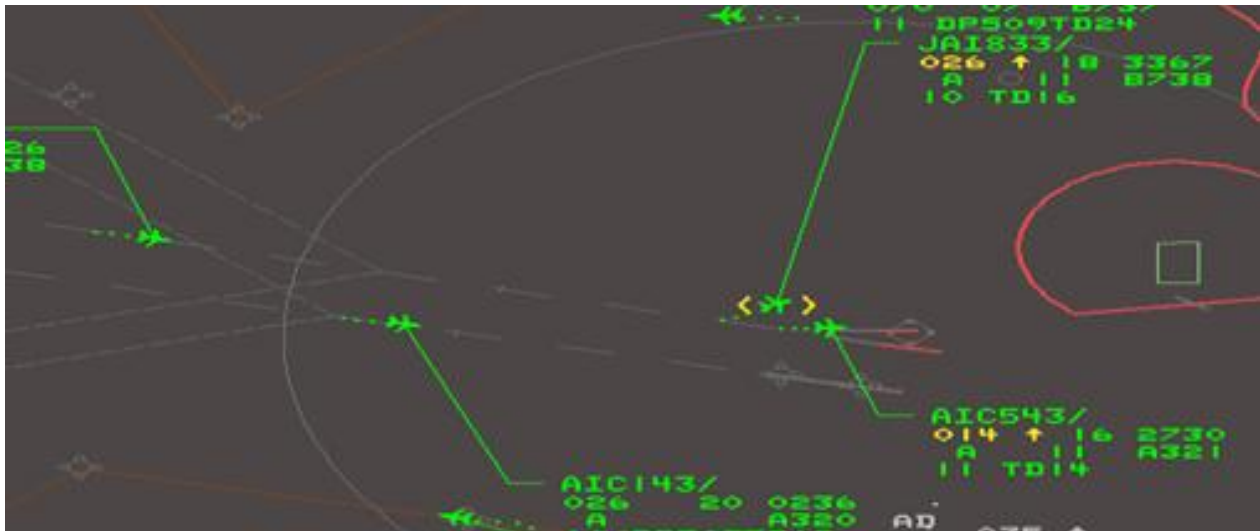 11 DP509TD24
JAI833/
026 ↑ 18 3367
A 11 B738
10 TD16
26
38
AIC543/
014 ↑ 16 2730
A 11 A321
11 TD14
AIC143/
026 20 0236
A A320
AD